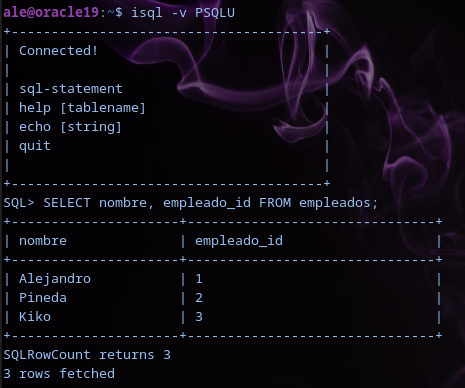 ale@oracle19:~$ isql -v PSQLU
+---------------------------------------+
| Connected!                            |
|                                       |
| sql-statement                         |
| help [tablename]                      |
| echo [string]                         |
| quit                                  |
|                                       |
+---------------------------------------+
SQL> SELECT nombre, empleado_id FROM empleados;
+---------------------+-------------------------------+
| nombre              | empleado_id                   |
+---------------------+-------------------------------+
| Alejandro           | 1                             |
| Pineda              | 2                             |
| Kiko                | 3                             |
+---------------------+-------------------------------+
SQLRowCount returns 3
3 rows fetched